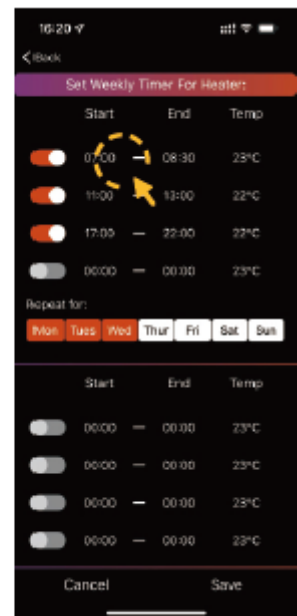 16:20
Back
Set Weekly Timer For Heater:
Start End Temp
07:00 — 08:30 23°C
11:00 — 13:00 22°C
17:00 — 22:00 22°C
00:00 — 00:00 23°C
Repeat for:
Mon Tues Wed Thur Fri Sat Sun
Start End Temp
00:00 — 00:00 23°C
00:00 — 00:00 23°C
00:00 — 00:00 23°C
00:00 — 00:00 23°C
Cancel Save